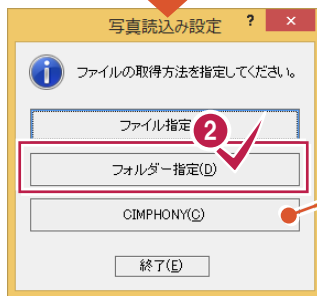 写真読込み設定 ? ×
ファイルの取得方法を指定してください。
ファイル指定
2
フォルダー指定(D)
CIMPHONY(C)
終了(E)